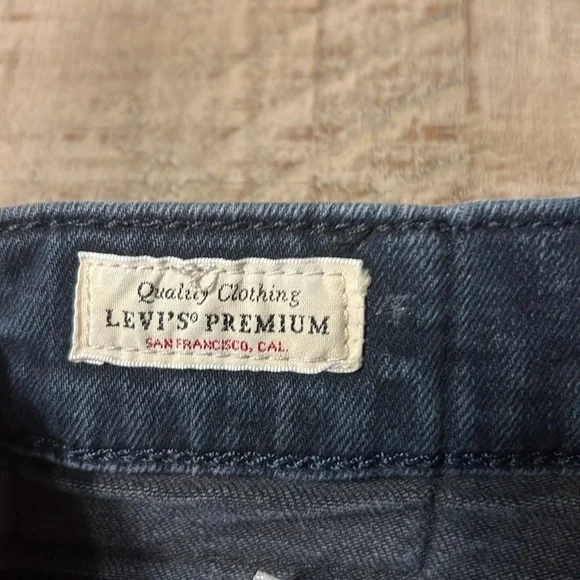 Quality Clothing
LEVI'S® PREMIUM
SAN FRANCISCO, CAL.